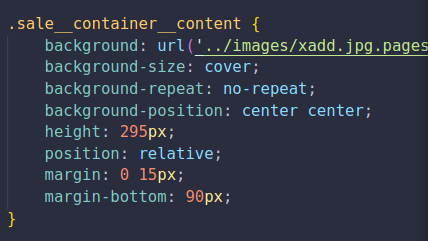 .sale__container__content {
background: url('../images/xadd.jpg.pages
background-size: cover;
background-repeat: no-repeat;
background-position: center center;
height: 295px;
position: relative;
margin: 0 15px;
margin-bottom: 90px;
}